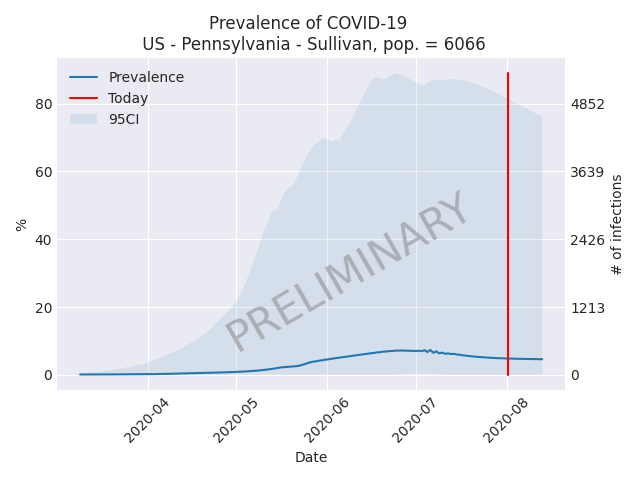 Prevalence of COVID-19
US - Pennsylvania - Sullivan, pop. = 6066
Prevalence
Today
95CI
80
60
40
20
0
%
4852
3639
2426
1213
0
# of infections
PRELIMINARY
2020-04
2020-05
2020-06
2020-07
2020-08
Date